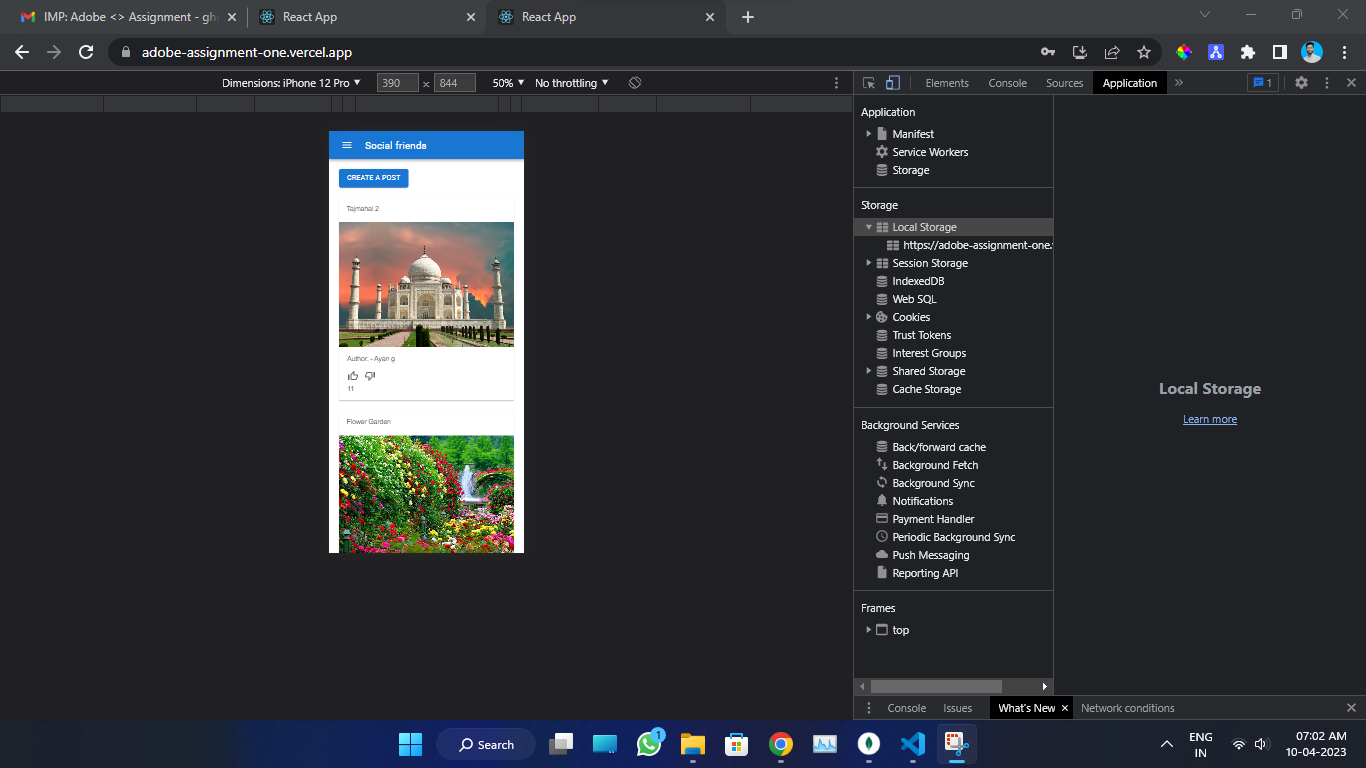 IMP: Adobe <> Assignment - gh
React App
React App
adobe-assignment-one.vercel.app
Dimensions: iPhone 12 Pro ▼ 390 × 844 50% ▼ No throttling ▼
Elements Console Sources Application » 1
Social friends
CREATE A POST
Tajmahal 2
Author: - Ayan g
11
Flower Garden
Application
Manifest
Service Workers
Storage
Storage
Local Storage
https://adobe-assignment-one.
Session Storage
IndexedDB
Web SQL
Cookies
Trust Tokens
Interest Groups
Shared Storage
Cache Storage
Background Services
Back/forward cache
Background Fetch
Background Sync
Notifications
Payment Handler
Periodic Background Sync
Push Messaging
Reporting API
Frames
top
Local Storage
Learn more
Console Issues What's New × Network conditions
Search
1
ENG
IN
07:02 AM
10-04-2023